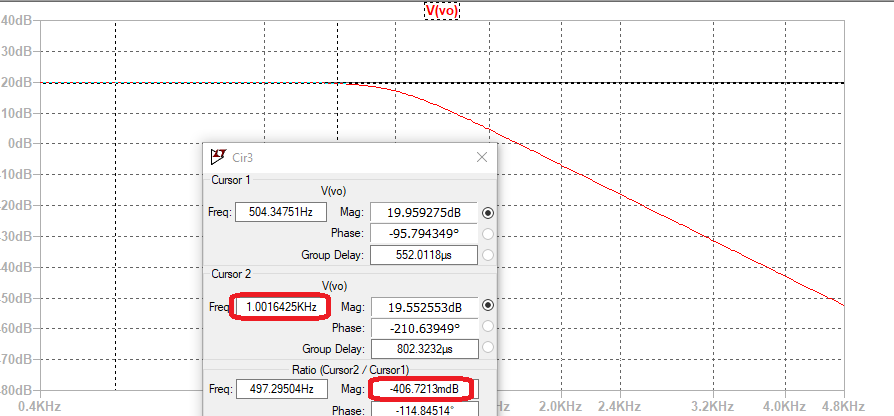 V(vo)
40dB
30dB
20dB
10dB
0dB
-10dB
-20dB
-30dB
-40dB
-50dB
-60dB
-70dB
-80dB
Cir3
Cursor 1
V(vo)
Freq: 504.34751Hz Mag: 19.959275dB
Phase: -95.794349°
Group Delay: 552.0118µs
Cursor 2
V(vo)
Freq: 1.0016425KHz Mag: 19.552553dB
Phase: -210.63949°
Group Delay: 802.3232µs
Ratio (Cursor2 / Cursor1)
Freq: 497.29504Hz Mag: -406.7213mdB
Phase: -114.84514°
0.4KHz Hz 2.0KHz 2.4KHz 3.2KHz 4.0KHz 4.8KHz